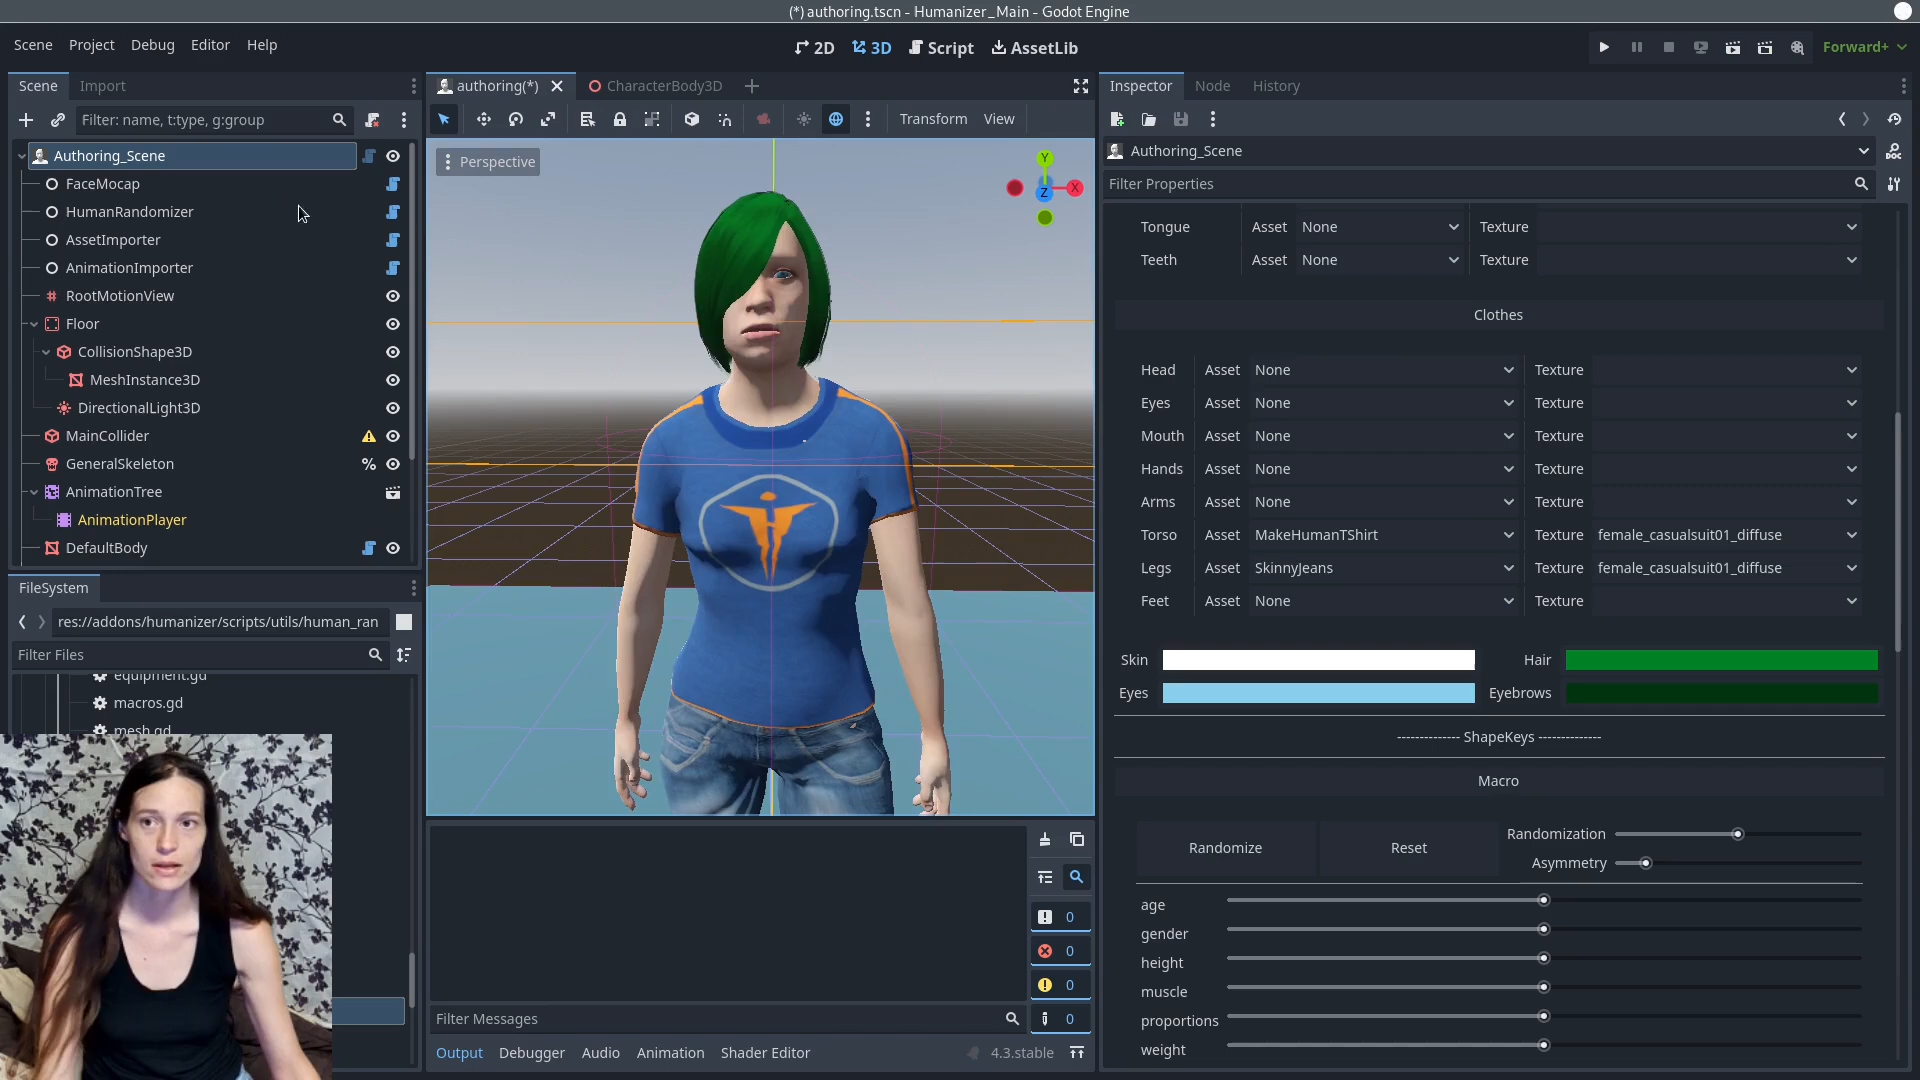 (*) authoring.tscn - Humanizer_Main - Godot Engine
Scene Project Debug Editor Help
2D 3D Script AssetLib
Forward+
Scene Import
Filter: name, t:type, g:group
Authoring_Scene
FaceMocap
HumanRandomizer
AssetImporter
AnimationImporter
RootMotionView
Floor
CollisionShape3D
MeshInstance3D
DirectionalLight3D
MainCollider
GeneralSkeleton
AnimationTree
AnimationPlayer
DefaultBody
FileSystem
res://addons/humanizer/scripts/utils/human_ran
Filter Files
equipment.gd
macros.gd
mesh.gd
authoring(*) CharacterBody3D
Transform View
Perspective
Y
X
Z
0
0
0
Filter Messages 0
Output Debugger Audio Animation Shader Editor 4.3.stable
Inspector Node History
Authoring_Scene
Filter Properties
Tongue Asset None Texture
Teeth Asset None Texture
Clothes
Head Asset None Texture
Eyes Asset None Texture
Mouth Asset None Texture
Hands Asset None Texture
Arms Asset None Texture
Torso Asset MakeHumanTShirt Texture female_casualsuit01_diffuse
Legs Asset SkinnyJeans Texture female_casualsuit01_diffuse
Feet Asset None Texture
Skin Hair
Eyes Eyebrows
-------------- ShapeKeys --------------
Macro
Randomize Reset Randomization
Asymmetry
age
gender
height
muscle
proportions
weight